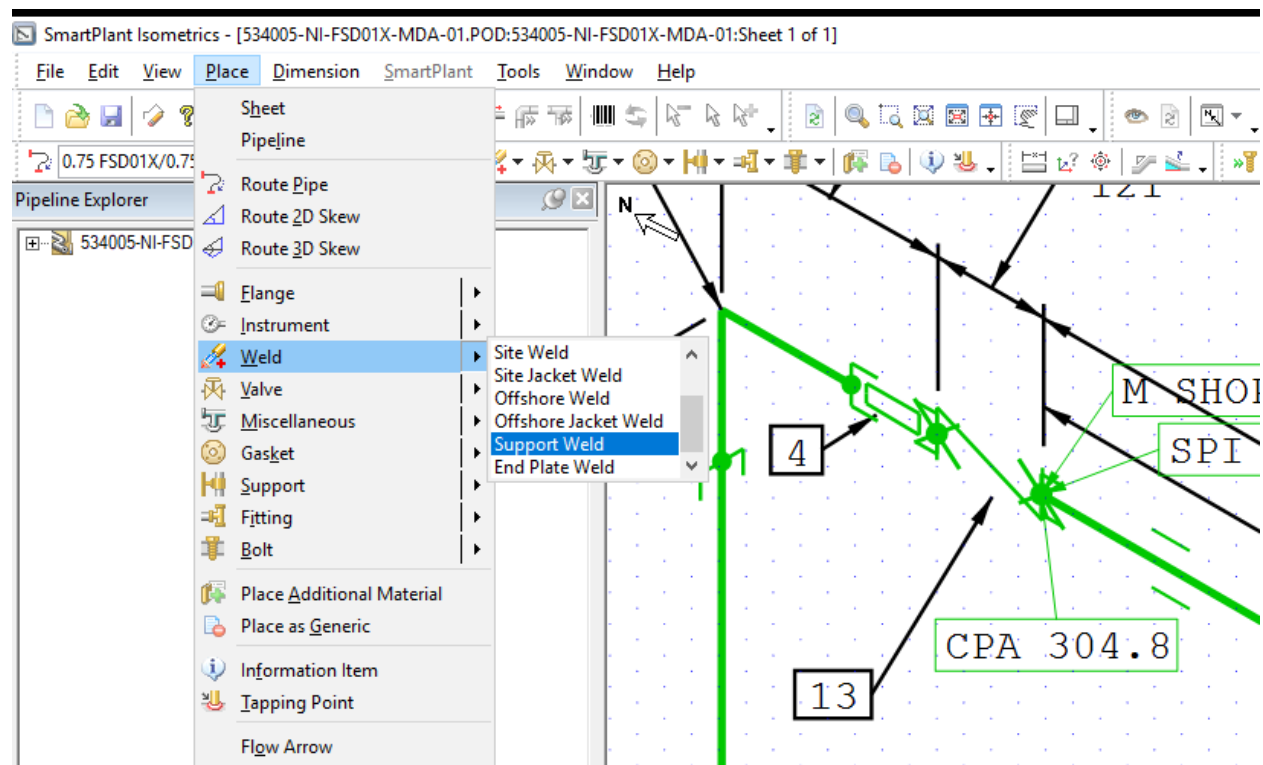 SmartPlant Isometrics - [534005-NI-FSD01X-MDA-01.POD:534005-NI-FSD01X-MDA-01:Sheet 1 of 1]
File Edit View Place Dimension SmartPlant Tools Window Help
0.75 FSD01X/0.75
Pipeline Explorer
534005-NI-FSD
Sheet
Pipeline
Route Pipe
Route 2D Skew
Route 3D Skew
Flange
Instrument
Weld
Valve
Miscellaneous
Gasket
Support
Fitting
Bolt
Place Additional Material
Place as Generic
Information Item
Tapping Point
Flow Arrow
Site Weld
Site Jacket Weld
Offshore Weld
Offshore Jacket Weld
Support Weld
End Plate Weld
N
121
M SHO
SPI
4
CPA 304.8
13